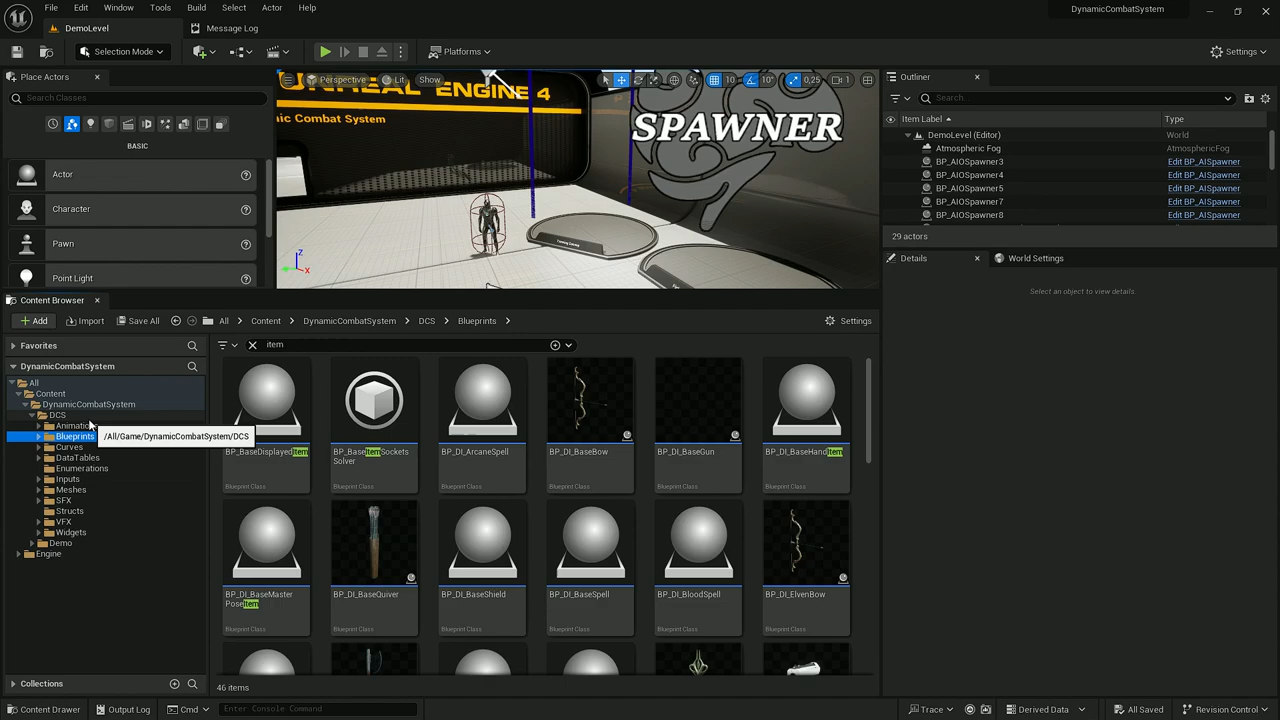 File Edit Window Tools Build Select Actor Help
DynamicCombatSystem
DemoLevel Message Log
Selection Mode Platforms Settings
Place Actors
Search Classes
BASIC
Actor
Character
Pawn
Point Light
Perspective Lit Show 10 10° 0,25 1
NREAL ENGINE 4
ic Combat System
SPAWNER
Outliner
Search...
Item Label Type
DemoLevel (Editor) World
Atmospheric Fog AtmosphericFog
BP_AIOSpawner3 Edit BP_AISpawner
BP_AIOSpawner4 Edit BP_AISpawner
BP_AIOSpawner5 Edit BP_AISpawner
BP_AIOSpawner7 Edit BP_AISpawner
BP_AIOSpawner8 Edit BP_AISpawner
29 actors
Details World Settings
Select an object to view details.
Content Browser
Add Import Save All All Content DynamicCombatSystem DCS Blueprints Settings
Favorites
DynamicCombatSystem
All
Content
DynamicCombatSystem
DCS
Animation
Blueprints
/All/Game/DynamicCombatSystem/DCS
Curves
DataTables
Enumerations
Inputs
Meshes
SFX
Structs
VFX
Widgets
Demo
Engine
Collections
item
BP_BaseDisplayedItem
Blueprint Class
BP_BaseItemSockets
Solver
Blueprint Class
BP_DI_ArcaneSpell
Blueprint Class
BP_DI_BaseBow
Blueprint Class
BP_DI_BaseGun
Blueprint Class
BP_DI_BaseHandItem
Blueprint Class
BP_DI_BaseMaster
PoseItem
Blueprint Class
BP_DI_BaseQuiver
Blueprint Class
BP_DI_BaseShield
Blueprint Class
BP_DI_BaseSpell
Blueprint Class
BP_DI_BloodSpell
Blueprint Class
BP_DI_ElvenBow
Blueprint Class
46 items
Content Drawer Output Log Cmd Enter Console Command Trace Derived Data All Saved Revision Control